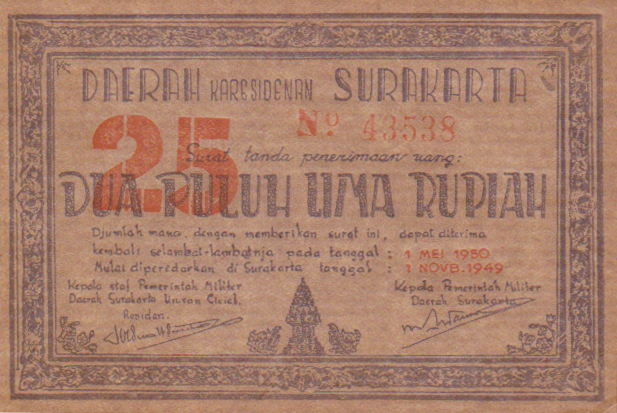 DAERAH KARESIDENAN SURAKARTA
25
No 43538
Surat tanda penerimaan uang:
DUA PULUH LIMA RUPIAH
Djumlah mana, dengan memberikan surat ini, dapat diterima
kembali selambat-lambatnja pada tanggal : 1 MEI 1950
Mulai diperedarkan di Surakarta tanggal : 1 NOVB. 1949
Kepala staf Pemerintah Militer
Daerah Surakarta Urusan Civiel.
Residen.
Kepala Pemerintah Militer
Daerah Surakarta